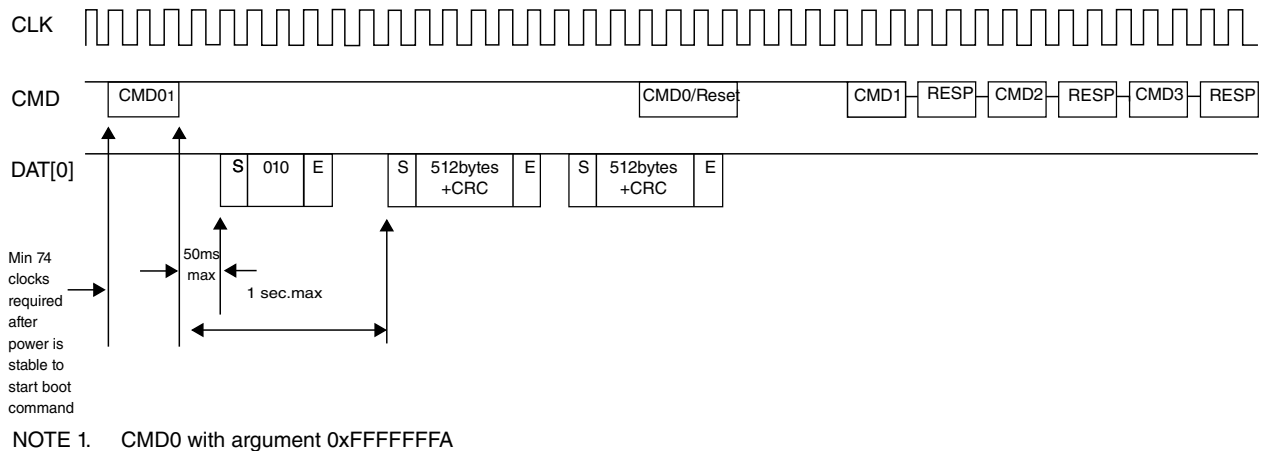 CLK
CMD
CMD01
CMD0/Reset
CMD1
RESP
CMD2
RESP
CMD3
RESP
DAT[0]
S
010
E
S
512bytes
+CRC
E
S
512bytes
+CRC
E
Min 74
clocks
required
after
power is
stable to
start boot
command
50ms
max
1 sec.max
NOTE 1. CMD0 with argument 0xFFFFFFFA